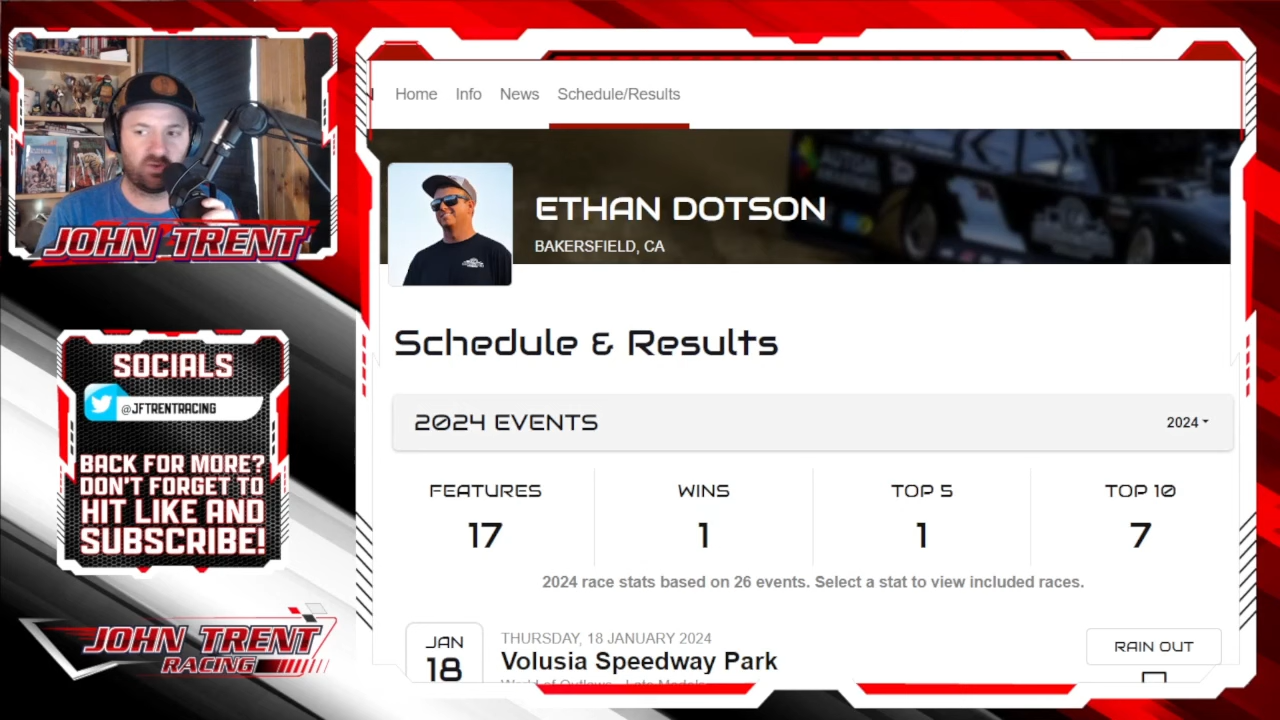 JOHN TRENT
SOCIALS
@JFTRENTRACING
BACK FOR MORE?
DON'T FORGET TO
HIT LIKE AND
SUBSCRIBE!
JOHN TRENT
RACING
Home Info News Schedule/Results
ETHAN DOTSON
BAKERSFIELD, CA
Schedule & Results
2024 EVENTS 2024
FEATURES WINS TOP 5 TOP 10
17 1 1 7
2024 race stats based on 26 events. Select a stat to view included races.
JAN
18
THURSDAY, 18 JANUARY 2024
Volusia Speedway Park
RAIN OUT